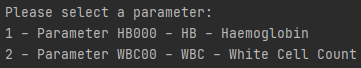 Please select a parameter:
1 – Parameter HB000 – HB – Haemoglobin
2 – Parameter WBC00 – WBC – White Cell Count